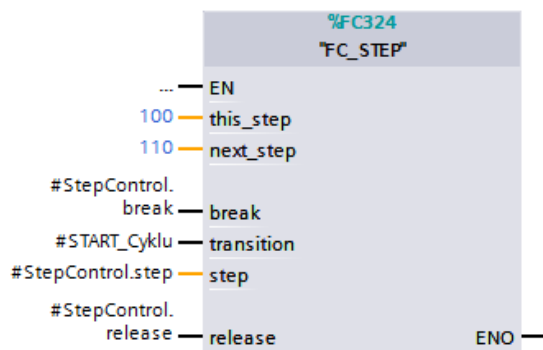 %FC324
"FC_STEP"
... EN
100 this_step
110 next_step
#StepControl.
break break
#START_Cyklu transition
#StepControl.step step
#StepControl.
release release ENO